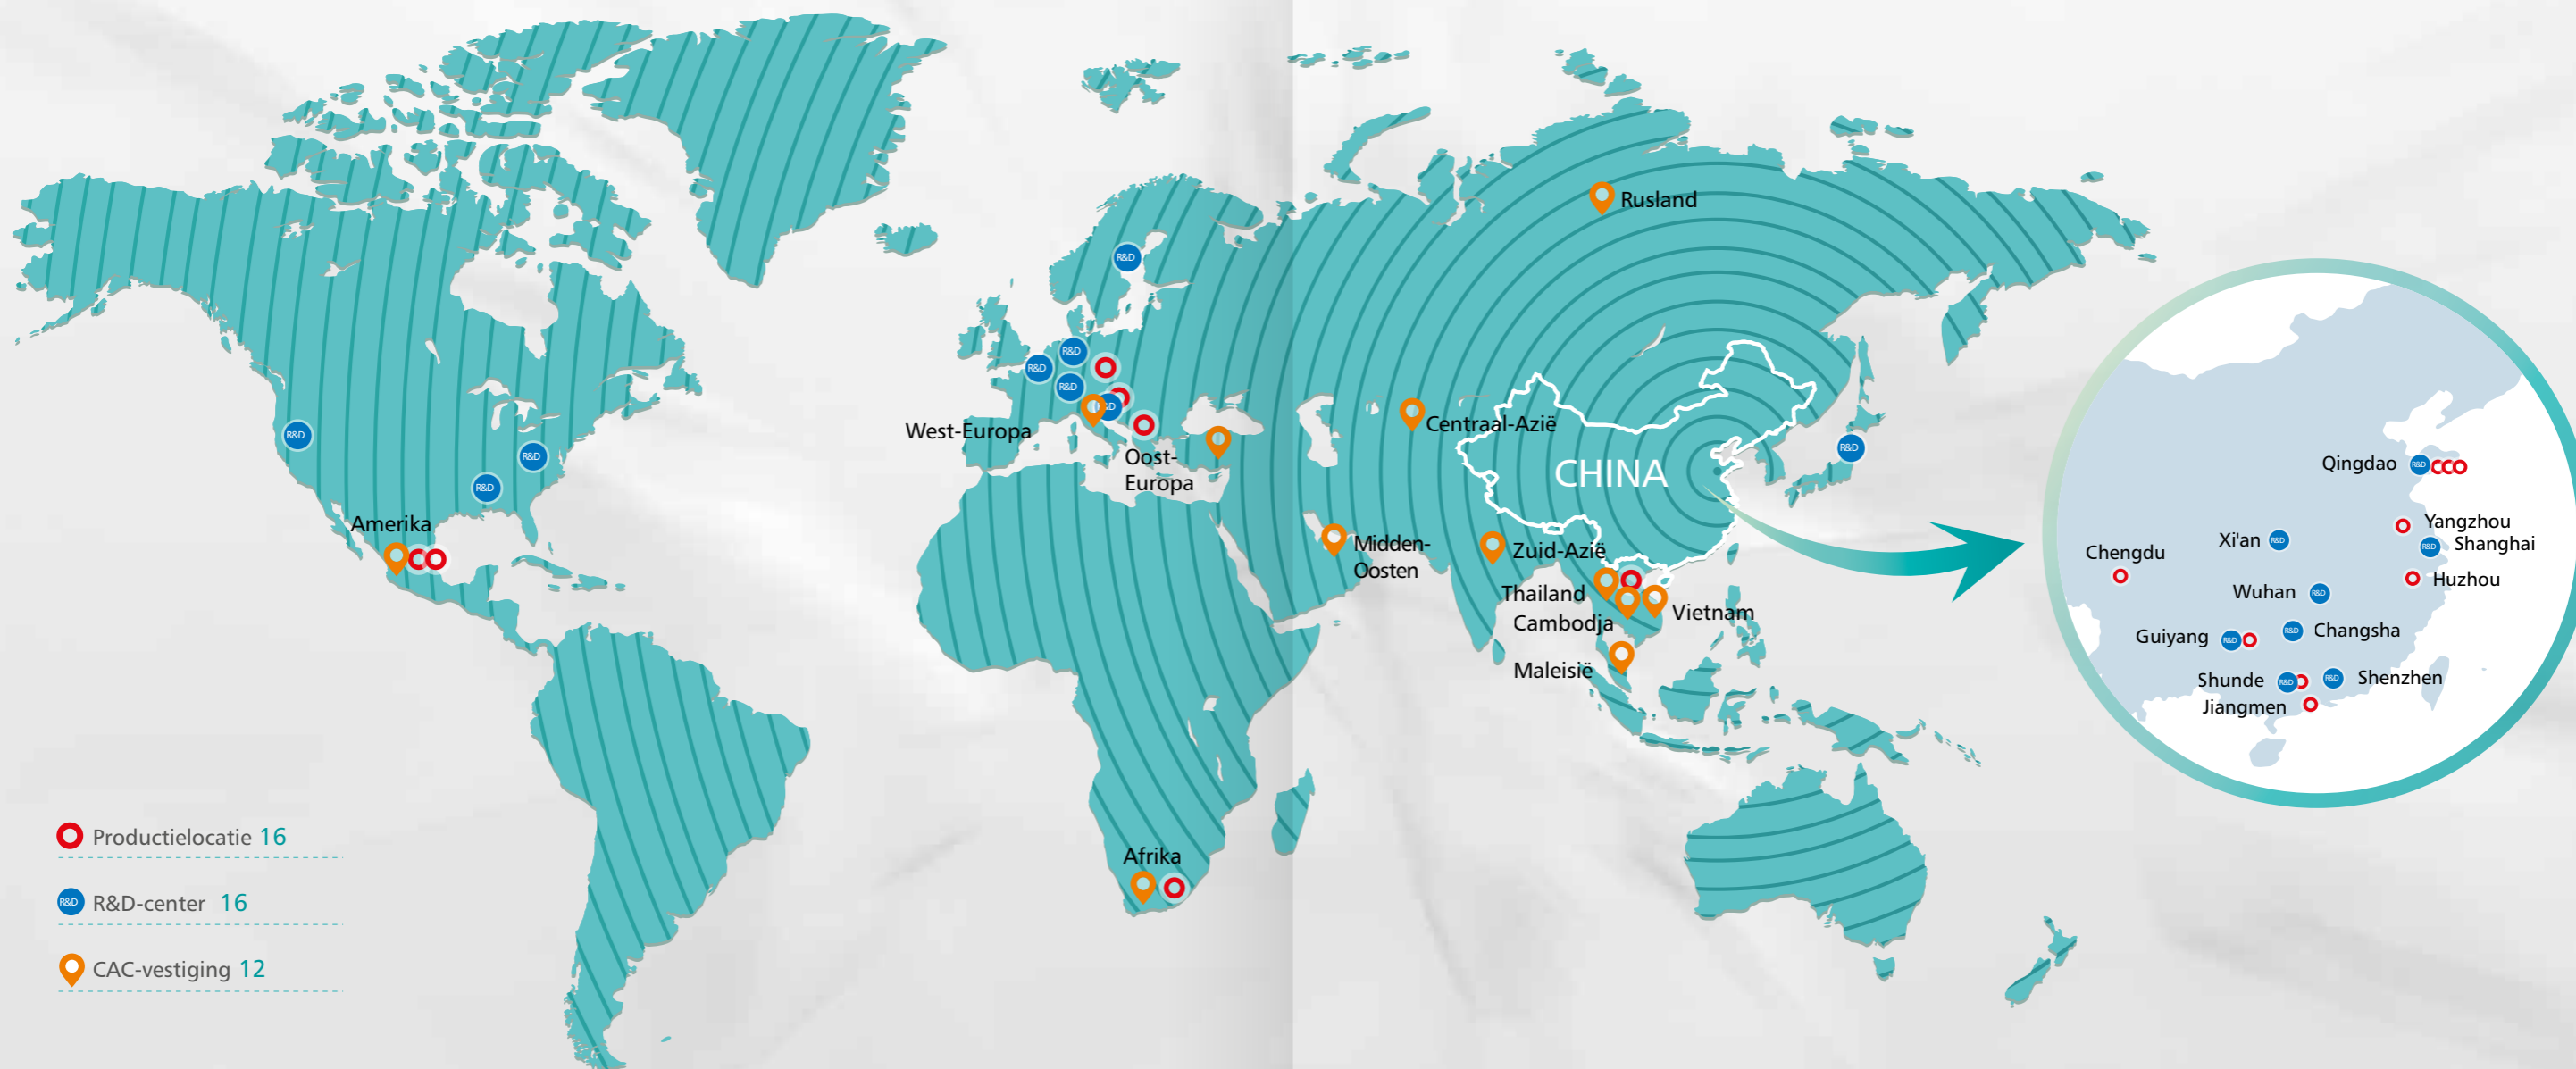 Rusland
R&D
R&D
R&D
R&D
R&D
R&D
West-Europa
Oost-
Europa
Centraal-Azië
CHINA
R&D
R&D
R&D
Amerika
Midden-
Oosten
Zuid-Azië
Thailand
Cambodja
Vietnam
Maleisië
Afrika
Qingdao R&D
Yangzhou
Xi'an R&D
R&D Shanghai
Chengdu
Huzhou
Wuhan R&D
Guiyang R&D
R&D Changsha
Shunde R&D
R&D Shenzhen
Jiangmen
Productielocatie 16
R&D R&D-center 16
CAC-vestiging 12